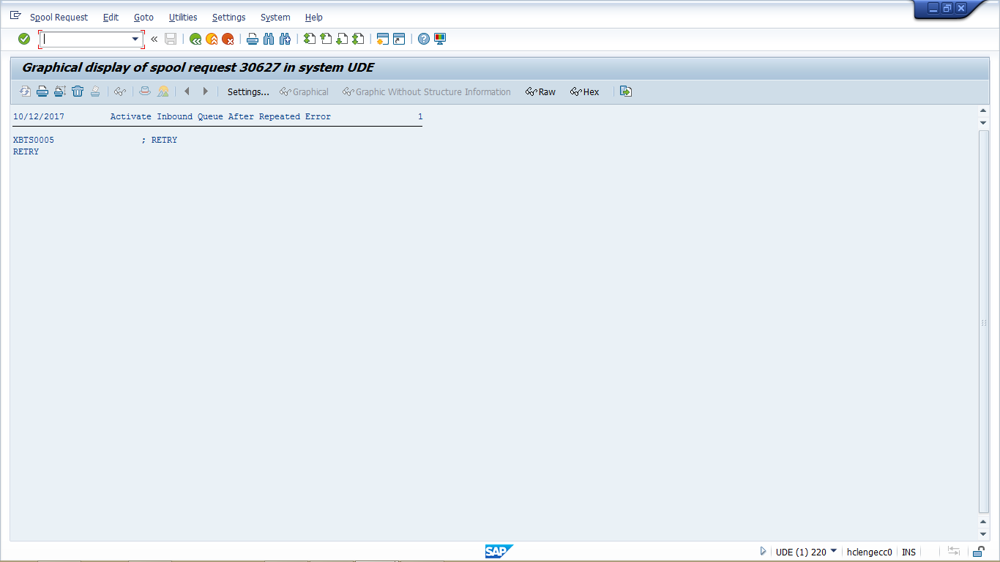 Spool Request Edit Goto Utilities Settings System Help
Graphical display of spool request 30627 in system UDE
Settings... Graphical Graphic Without Structure Information Raw Hex
10/12/2017 Activate Inbound Queue After Repeated Error 1
XBTS0005 ; RETRY
RETRY
SAP UDE (1) 220 hclengecc0 INS